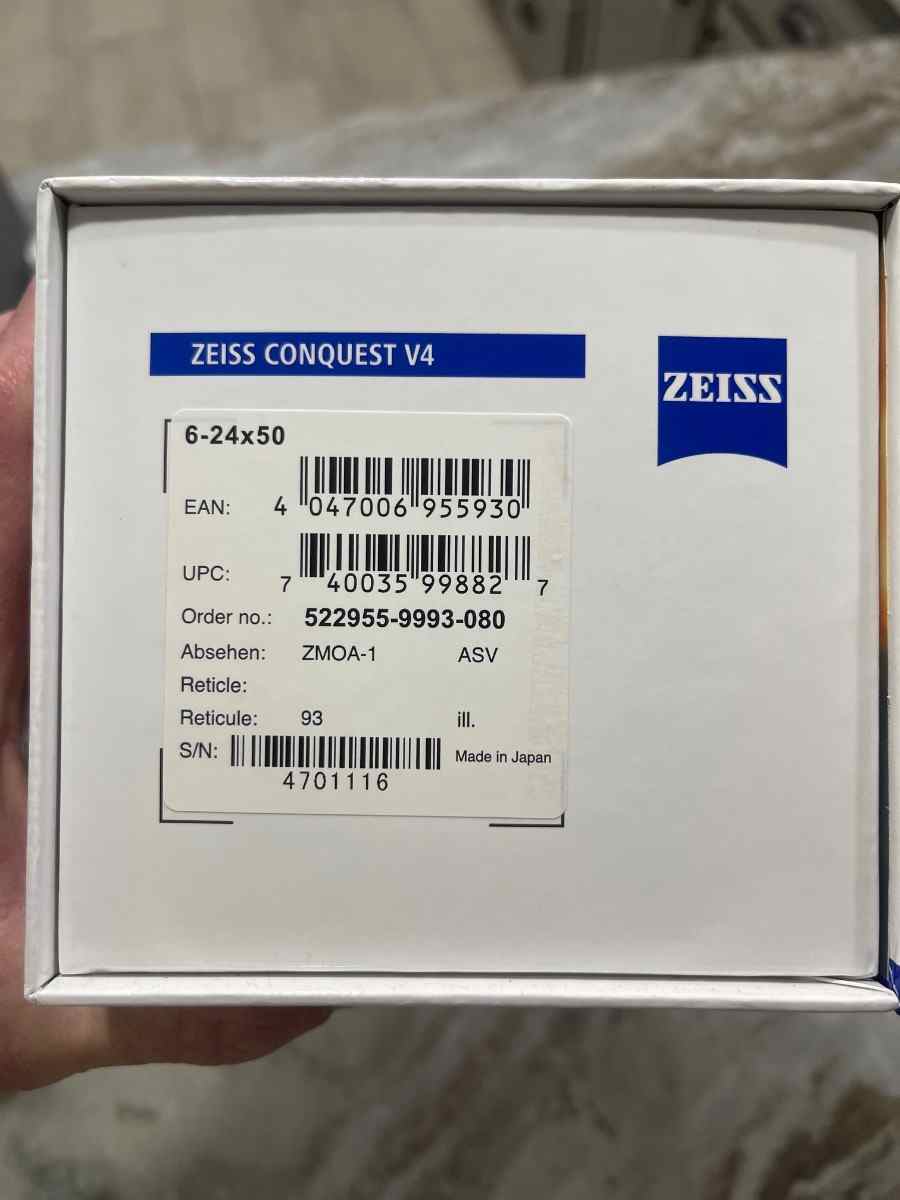 ZEISS CONQUEST V4
ZEISS
6-24x50
EAN: 4 047006 955930
UPC: 7 40035 99882 7
Order no.: 522955-9993-080
Absehen: ZMOA-1 ASV
Reticle:
Reticule: 93 ill.
S/N: Made in Japan
4701116